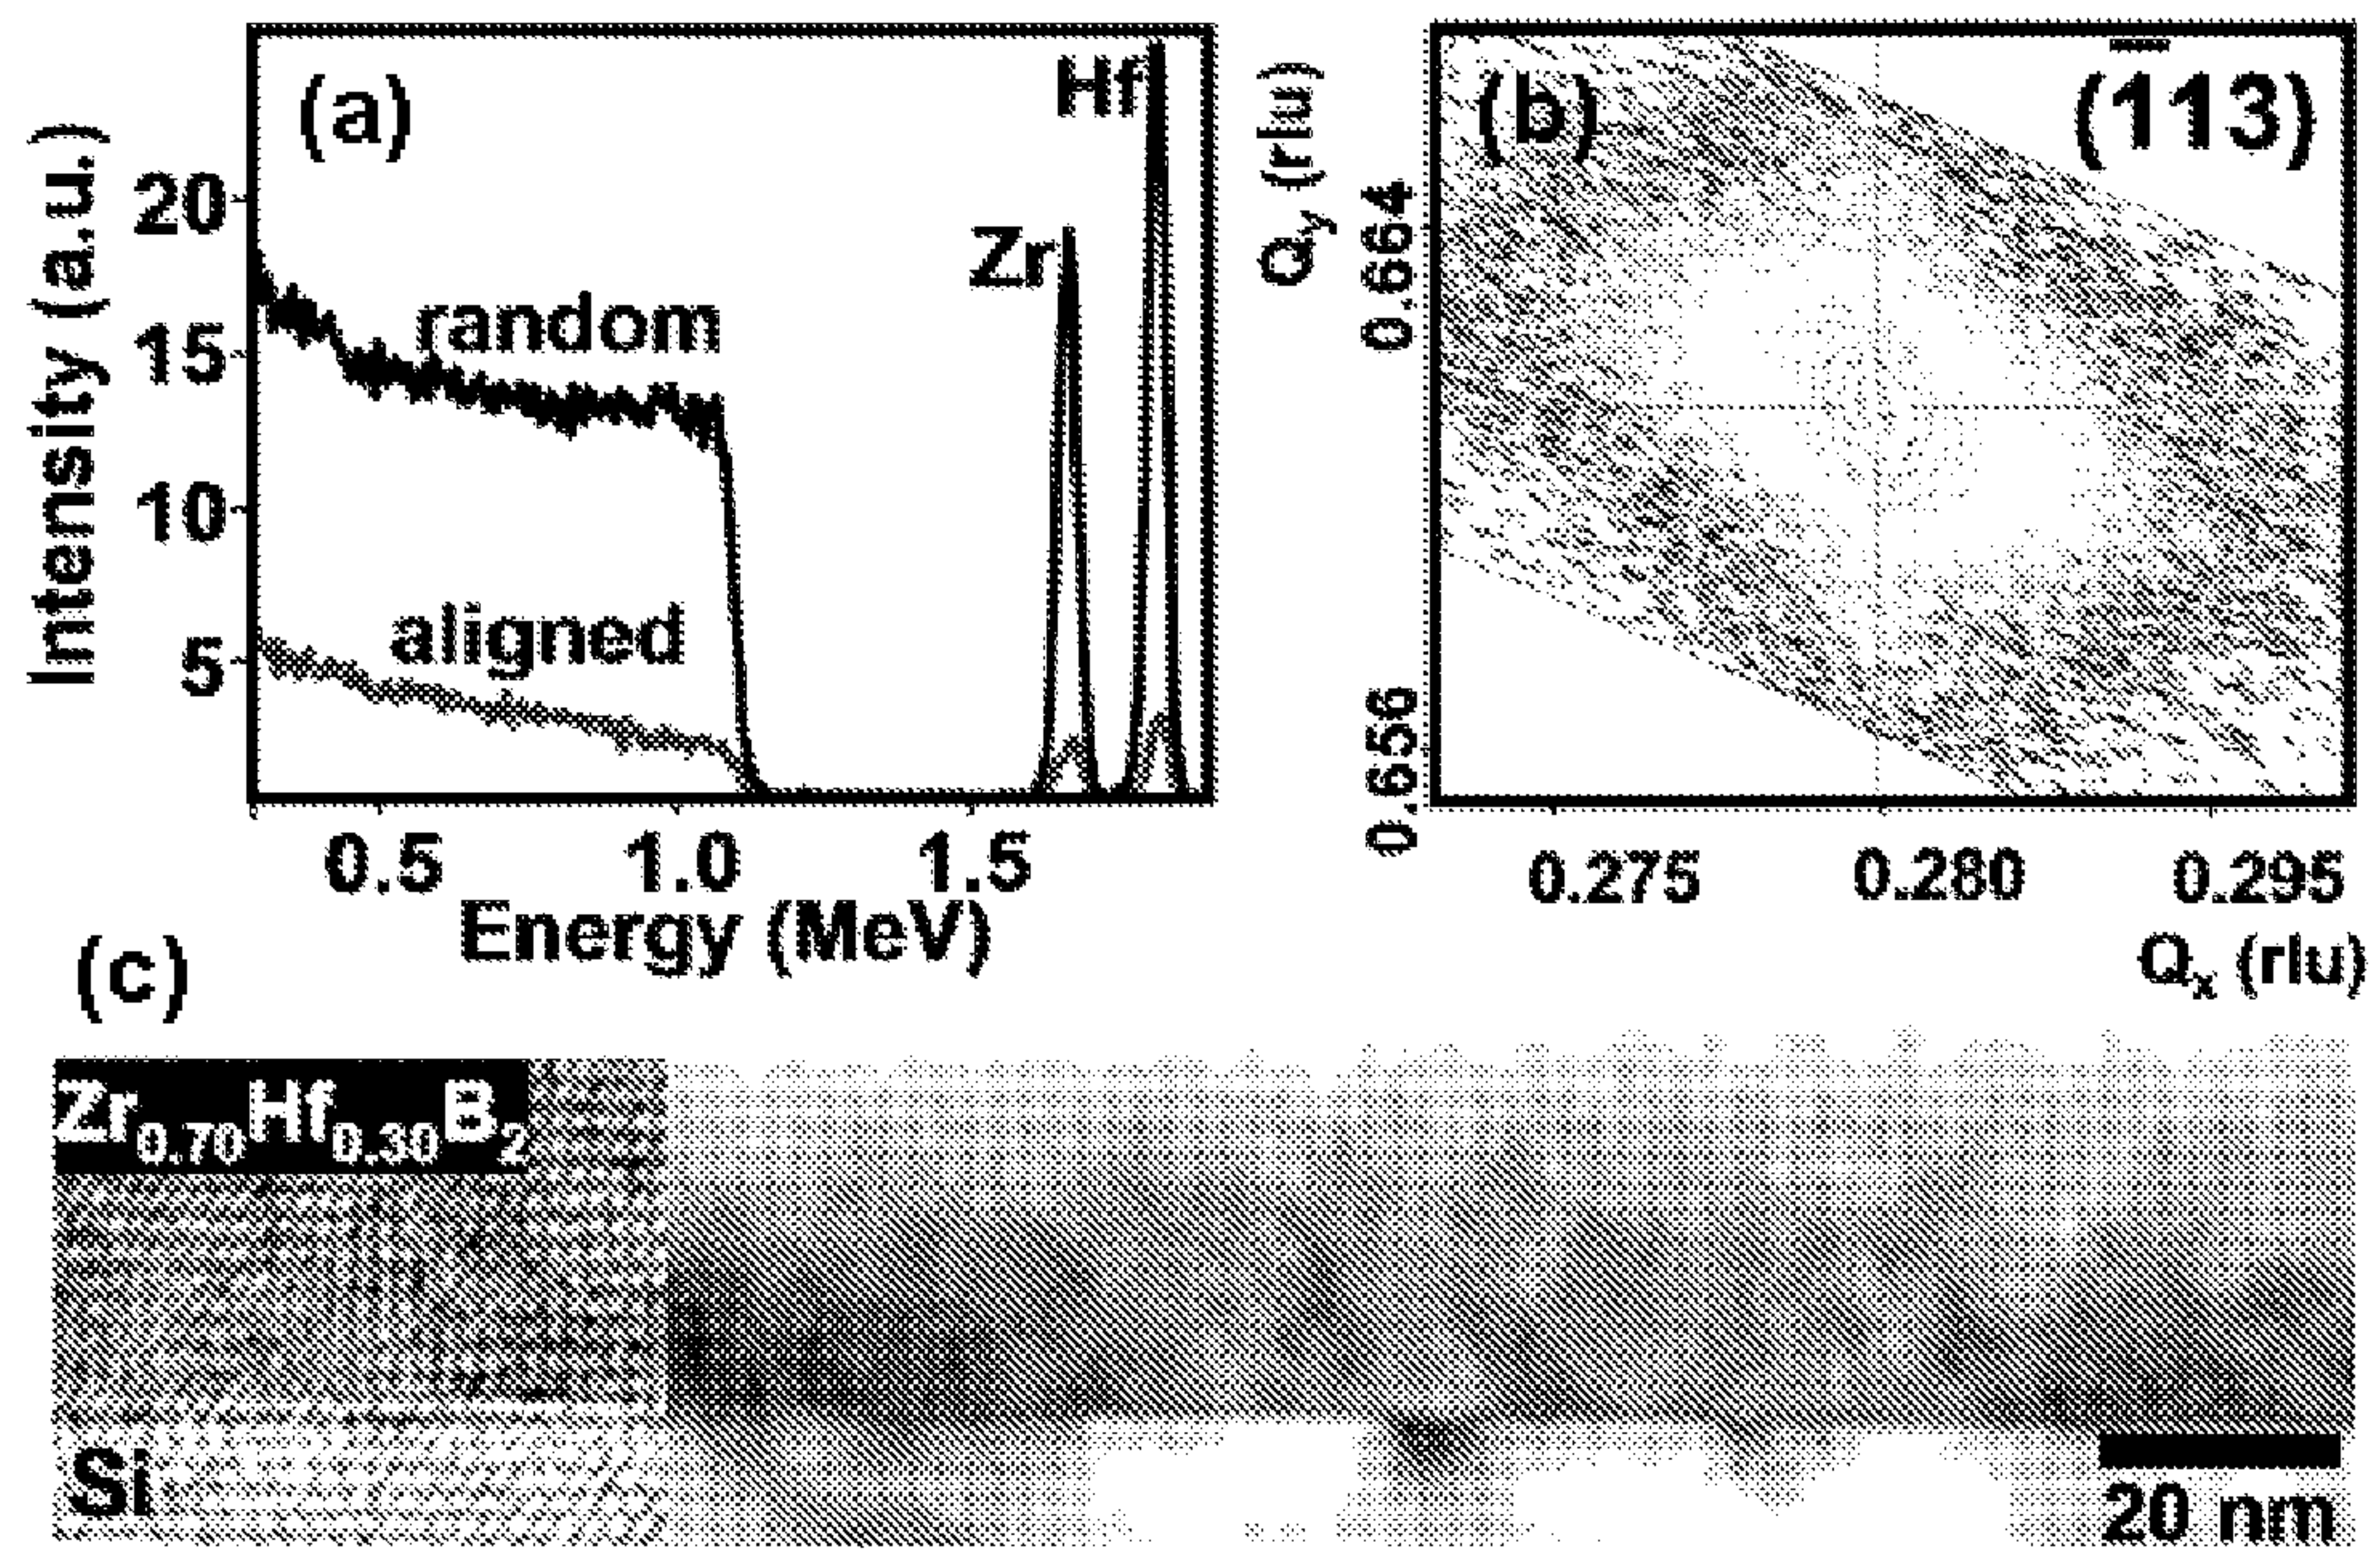 (a)
Intensity (a.u.)
20
15
10
5
random
aligned
Zr
Hf
0.5 1.0 1.5
Energy (MeV)
(b)
(1̅1̅3)
Qy (rlu)
0.664
0.656
0.275 0.280 0.295
Qx (rlu)
(c)
Zr0.70Hf0.30B2
Si
20 nm